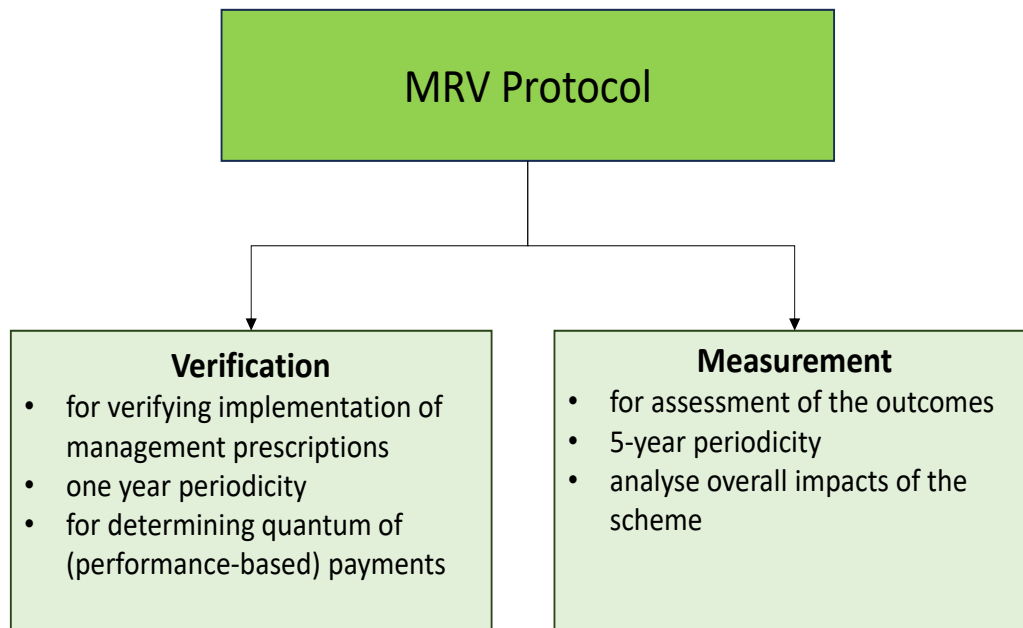 MRV Protocol
Verification
• for verifying implementation of
management prescriptions
• one year periodicity
• for determining quantum of
(performance-based) payments
Measurement
• for assessment of the outcomes
• 5-year periodicity
• analyse overall impacts of the
scheme